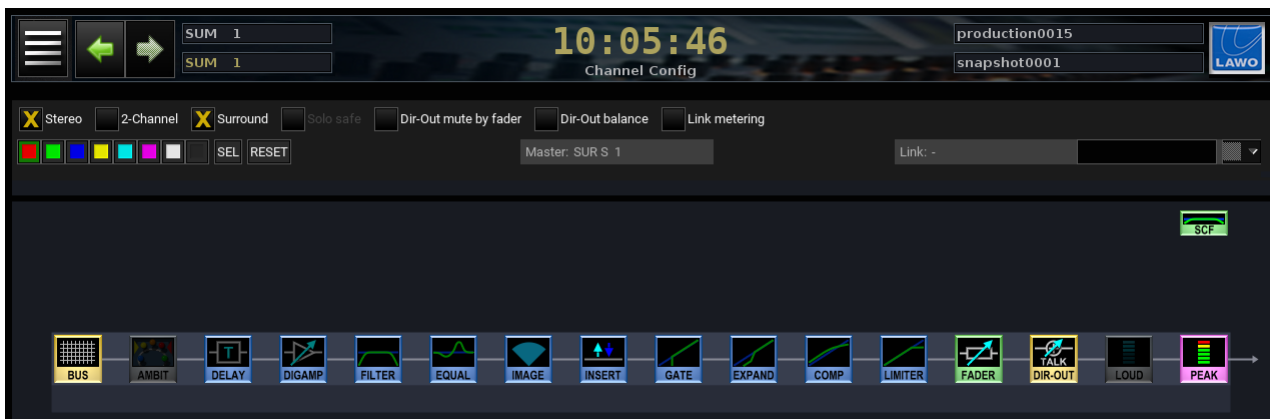 SUM 1
10:05:46
production0015
SUM 1
Channel Config
snapshot0001
LAWO
X Stereo 2-Channel X Surround Solo safe Dir-Out mute by fader Dir-Out balance Link metering
SEL RESET Master: SUR S 1 Link: -
SCF
T TALK
BUS AMBIT DELAY DIGAMP FILTER EQUAL IMAGE INSERT GATE EXPAND COMP LIMITER FADER DIR-OUT LOUD PEAK